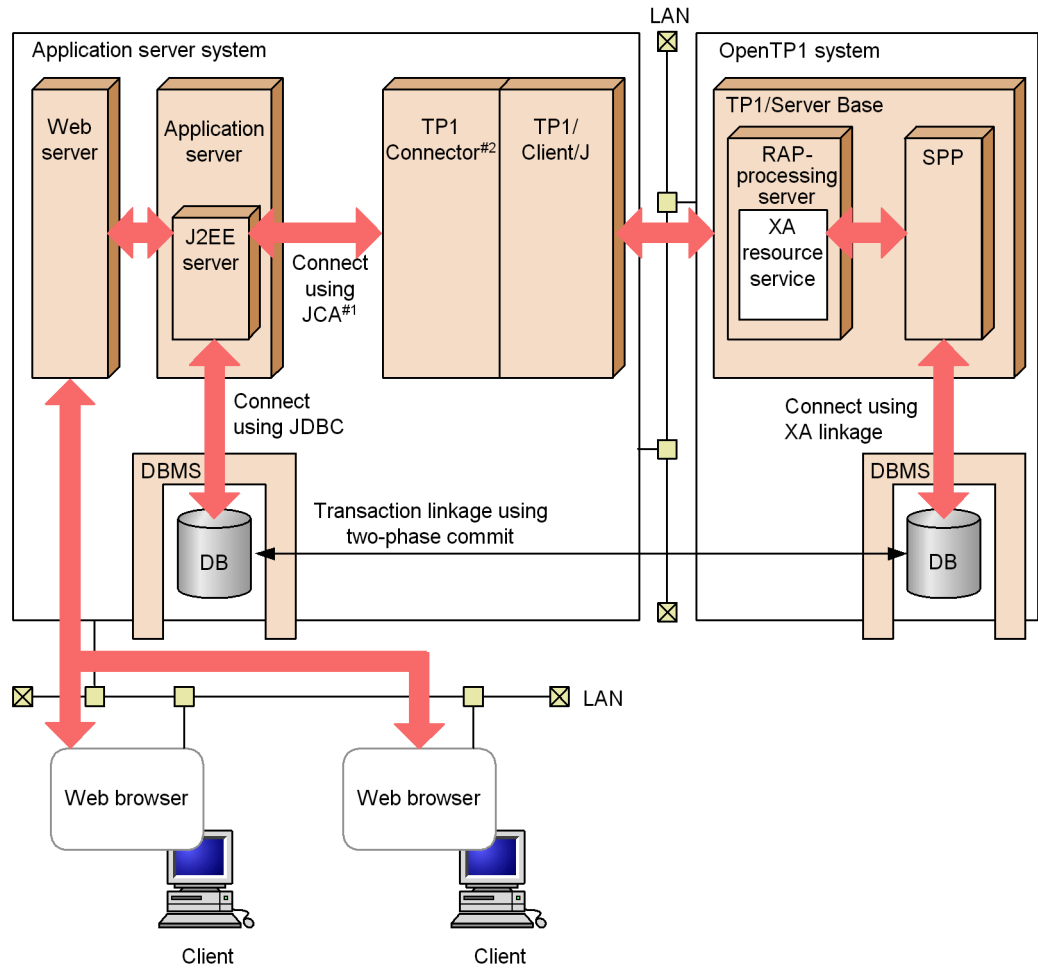 LAN
Application server system
OpenTP1 system
Web
server
Application
server
J2EE
server
TP1
Connector#2
TP1/
Client/J
TP1/Server Base
RAP-
processing
server
XA
resource
service
SPP
Connect
using
JCA#1
Connect
using JDBC
Connect using
XA linkage
DBMS
DB
Transaction linkage using
two-phase commit
DBMS
DB
LAN
Web browser
Web browser
Client
Client